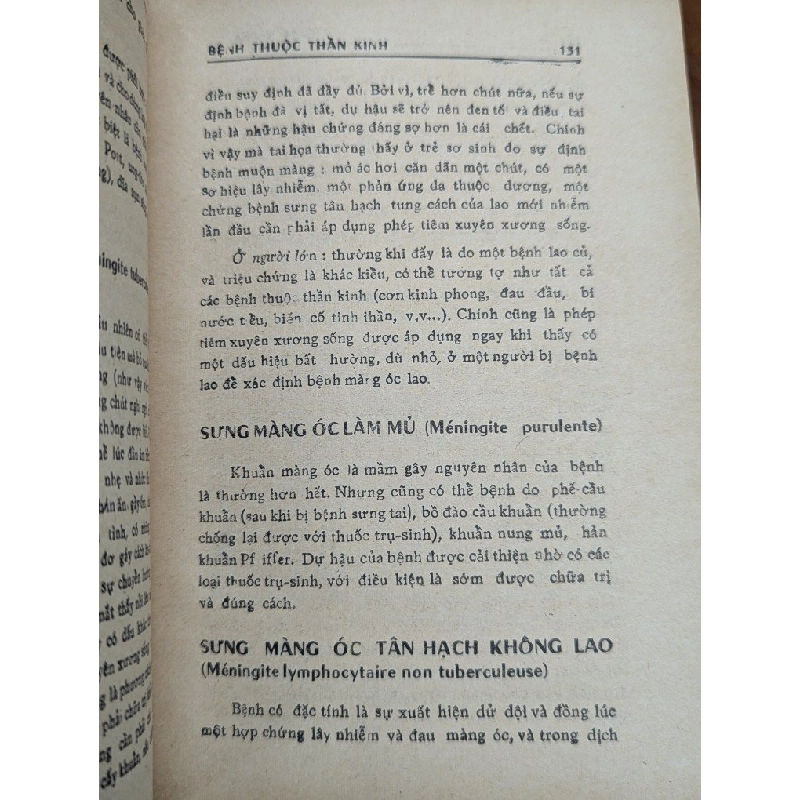 BỆNH THUỘC THẦN KINH 131
điều suy định đã đầy đủ. Bởi vì, trễ hơn chút nữa, nếu sự
định bệnh đã vị tất, dự hậu sẽ trở nên đen tố và điều tai
hại là những hậu chứng đáng sợ hơn là cái chết. Chính
vì vậy mà tai họa thường thấy ở trẻ sơ sinh do sự định
bệnh muộn màng : mỏ ác hơi căn dãn một chút, có một
sơ hiệu lây nhiễm, một phản ứng da thuộc dương, một
chứng bệnh sưng tân hạch tung cách của lao mới nhiễm
lần đầu cần phải áp dụng phép tiêm xuyên xương sống.
Ở người lớn : thường khi đấy là do một bệnh lao củ,
và triệu chứng là khác kiểu, có thể tương tợ như tất cả
các bệnh thuộ, thần kinh (cơn kinh phong, đau đầu, bí
nước tiểu, biến cố tinh thần, v.v...). Chính cũng là phép
tiêm xuyên xương sống được áp dụng ngay khi thấy có
một dấu hiệu bất hường, dù nhỏ, ở một người bị bệnh
lao để xác định bệnh màng óc lao.
SƯNG MÀNG ÓC LÀM MỦ (Méningite purulente)
Khuẩn màng óc là mầm gây nguyên nhân của bệnh
là thường hơn hết. Nhưng cũng có thể bệnh do phế-cầu
khuẩn (sau khi bị bệnh sưng tai), bồ đào cầu khuẩn (thường
chống lại được với thuốc trụ-sinh), khuẩn nung mủ, hản
khuẩn Pf iffer. Dự hậu của bệnh được cải thiện nhờ có các
loại thuốc trụ-sinh, với điều kiện là sớm được chữa trị
và đúng cách.
SƯNG MÀNG ÓC TÂN HẠCH KHÔNG LAO
(Méningite lymphocytaire non tuberculeuse)
Bệnh có đặc tính là sự xuất hiện dử dội và đồng lúc
một hợp chứng lây nhiễm và đau màng óc, và trong dịch